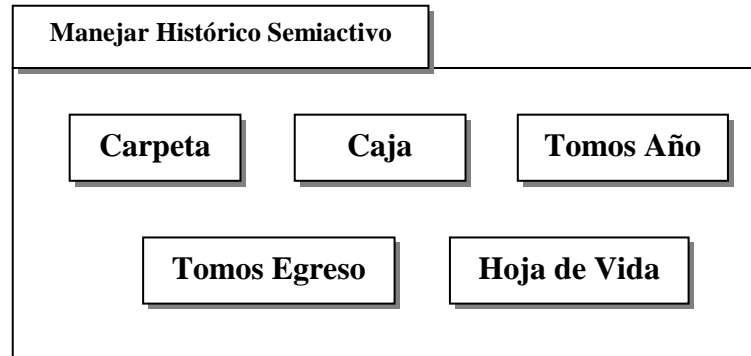 Manejar Histórico Semiactivo
Carpeta
Caja
Tomos Año
Tomos Egreso
Hoja de Vida